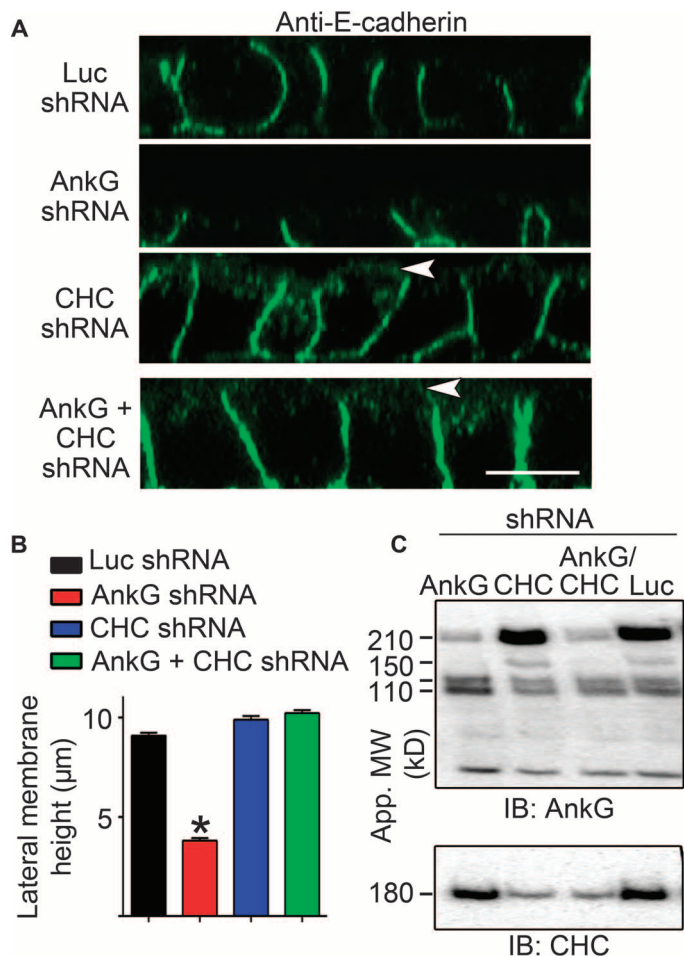 A
Anti-E-cadherin
Luc
shRNA
AnkG
shRNA
CHC
shRNA
AnkG +
CHC
shRNA
B
Luc shRNA
AnkG shRNA
CHC shRNA
AnkG + CHC shRNA
Lateral membrane
height (µm)
10
5
*
C
shRNA
AnkG/
AnkG CHC CHC Luc
210
150
110
App. MW
(kD)
IB: AnkG
180
IB: CHC